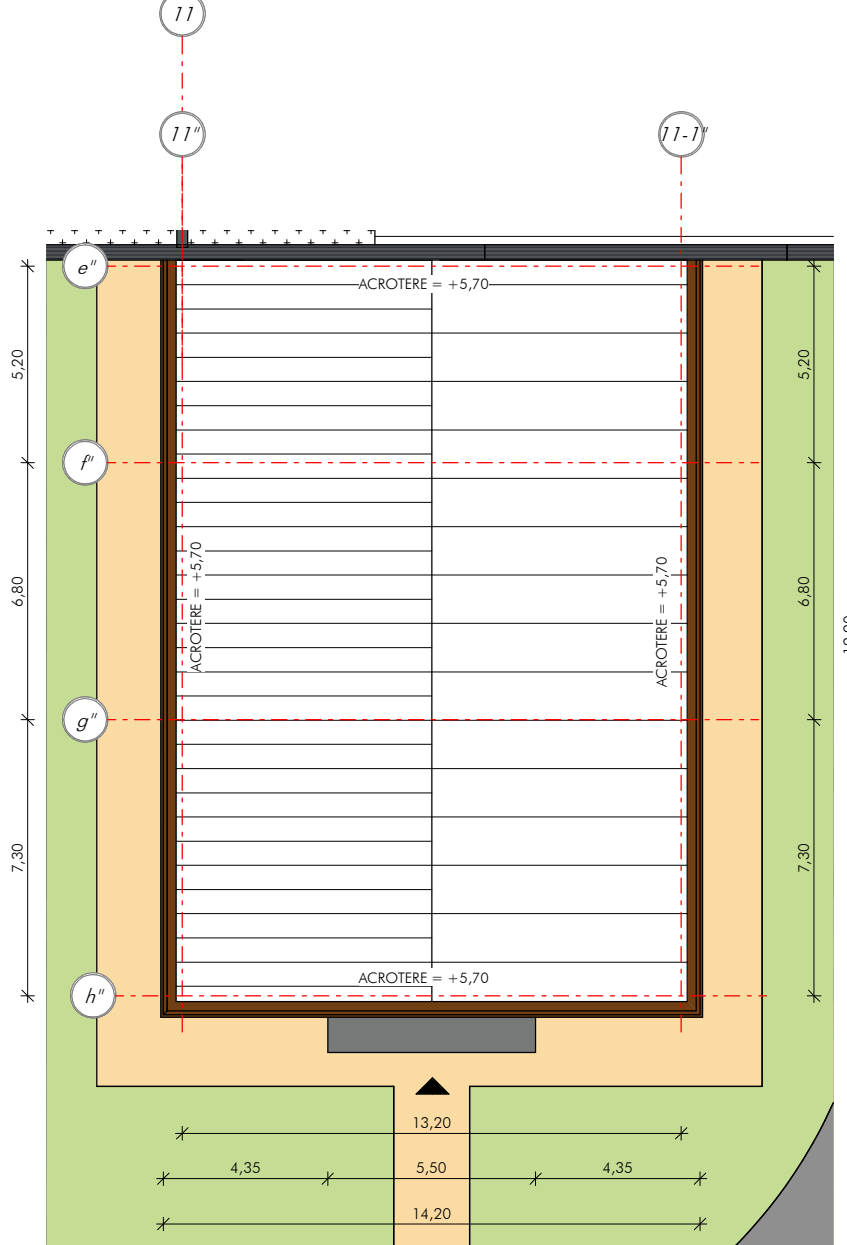 11
11"
11-1"
e"
ACROTERE = +5,70
5,20
5,20
f"
ACROTERE = +5,70
ACROTERE = +5,70
6,80
6,80
g"
7,30
7,30
ACROTERE = +5,70
h"
13,20
4,35
5,50
4,35
14,20